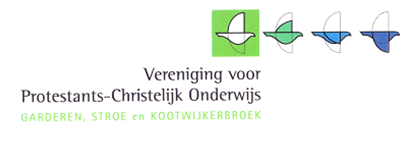 Vereniging voor
Protestants-Christelijk Onderwijs
GARDEREN, STROE en KOOTWIJKERBROEK